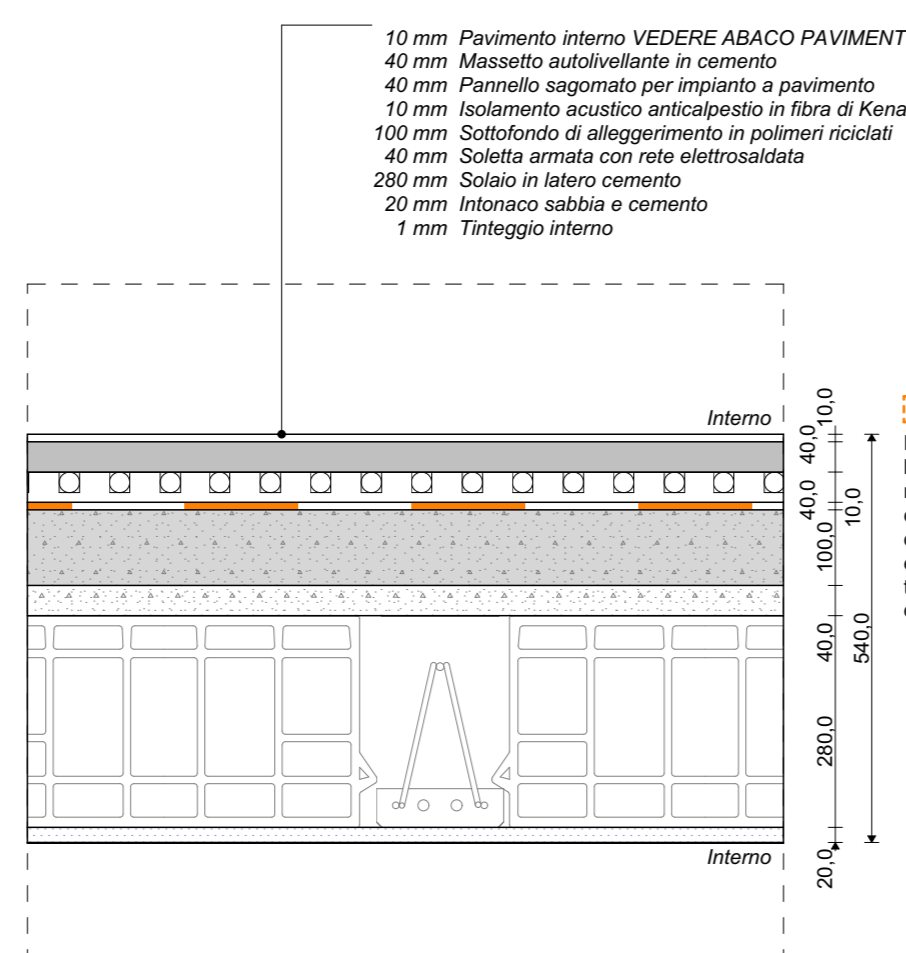 10 mm Pavimento interno VEDERE ABACO PAVIMENT
40 mm Massetto autolivellante in cemento
40 mm Pannello sagomato per impianto a pavimento
10 mm Isolamento acustico anticalpestio in fibra di Kena
100 mm Sottofondo di alleggerimento in polimeri riciclati
40 mm Soletta armata con rete elettrosaldata
280 mm Solaio in latero cemento
20 mm Intonaco sabbia e cemento
1 mm Tinteggio interno
Interno
10,0
40,0
40,0
10,0
100,0
40,0
540,0
280,0
20,0
Interno